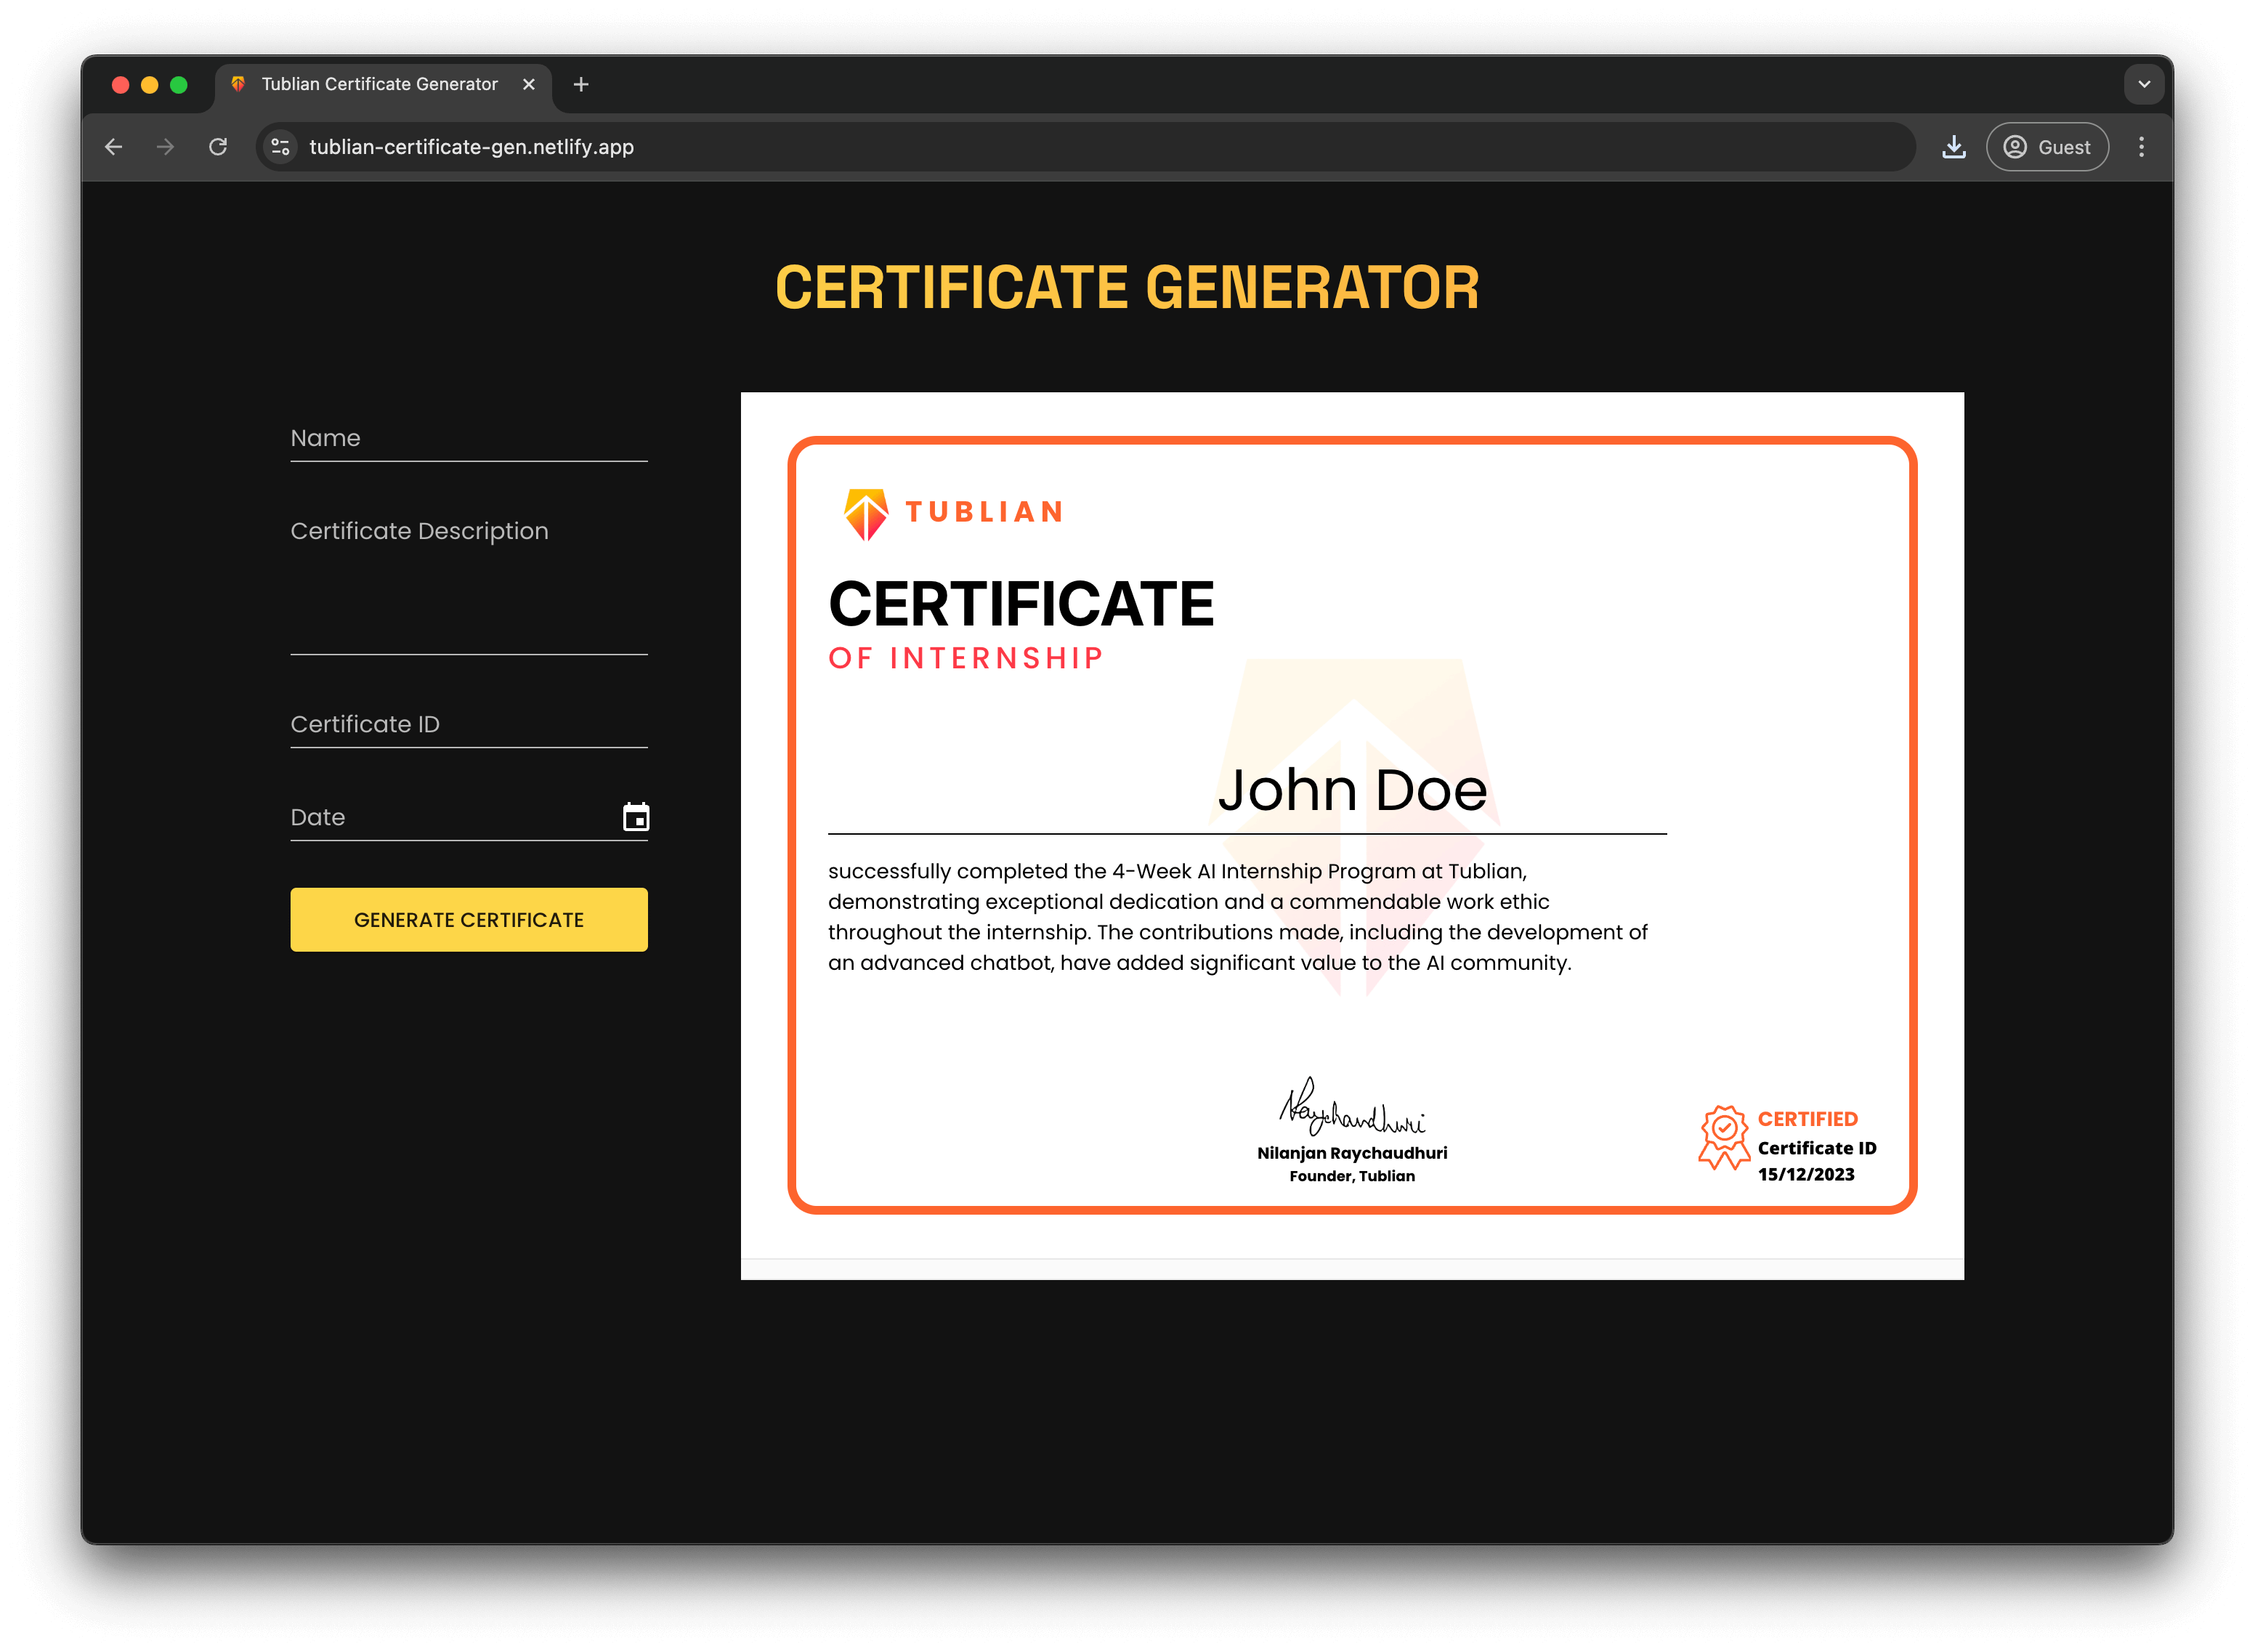 Tublian Certificate Generator
tublian-certificate-gen.netlify.app
Guest
CERTIFICATE GENERATOR
Name
Certificate Description
Certificate ID
Date
GENERATE CERTIFICATE
TUBLIAN
CERTIFICATE
OF INTERNSHIP
John Doe
successfully completed the 4-Week AI Internship Program at Tublian,
demonstrating exceptional dedication and a commendable work ethic
throughout the internship. The contributions made, including the development of
an advanced chatbot, have added significant value to the AI community.
Raychaudhuri
Nilanjan Raychaudhuri
Founder, Tublian
CERTIFIED
Certificate ID
15/12/2023